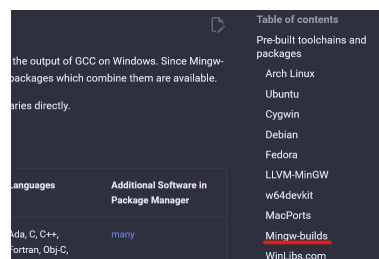 the output of GCC on Windows. Since Mingw-
packages which combine them are available.
aries directly.
Languages
Additional Software in
Package Manager
Ada, C, C++,
Fortran, Obj-C,
many
Table of contents
Pre-built toolchains and
packages
Arch Linux
Ubuntu
Cygwin
Debian
Fedora
LLVM-MinGW
w64devkit
MacPorts
Mingw-builds
WinLibs.com